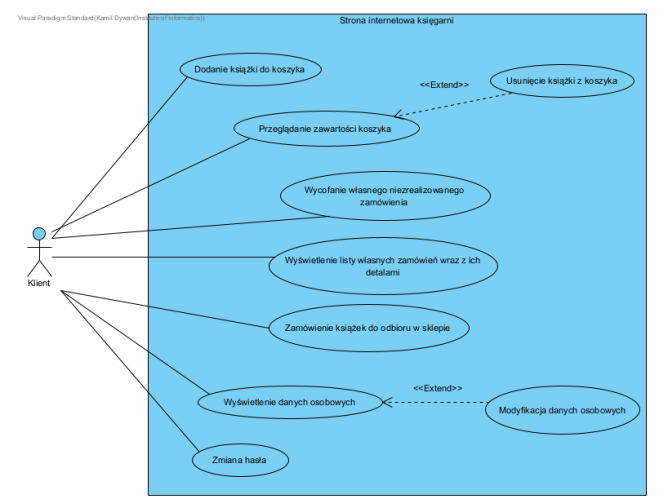 Visual Paradigm Standard(Kamil Dywan(Institute of Informatics))
Strona internetowa księgarni
Dodanie książki do koszyka
<<Extend>>
Usunięcie książki z koszyka
Przeglądanie zawartości koszyka
Wycofanie własnego niezrealizowanego
zamówienia
Wyświetlenie listy własnych zamówień wraz z ich
detalami
Klient
Zamówienie książek do odbioru w sklepie
<<Extend>>
Wyświetlenie danych osobowych
Modyfikacja danych osobowych
Zmiana hasła